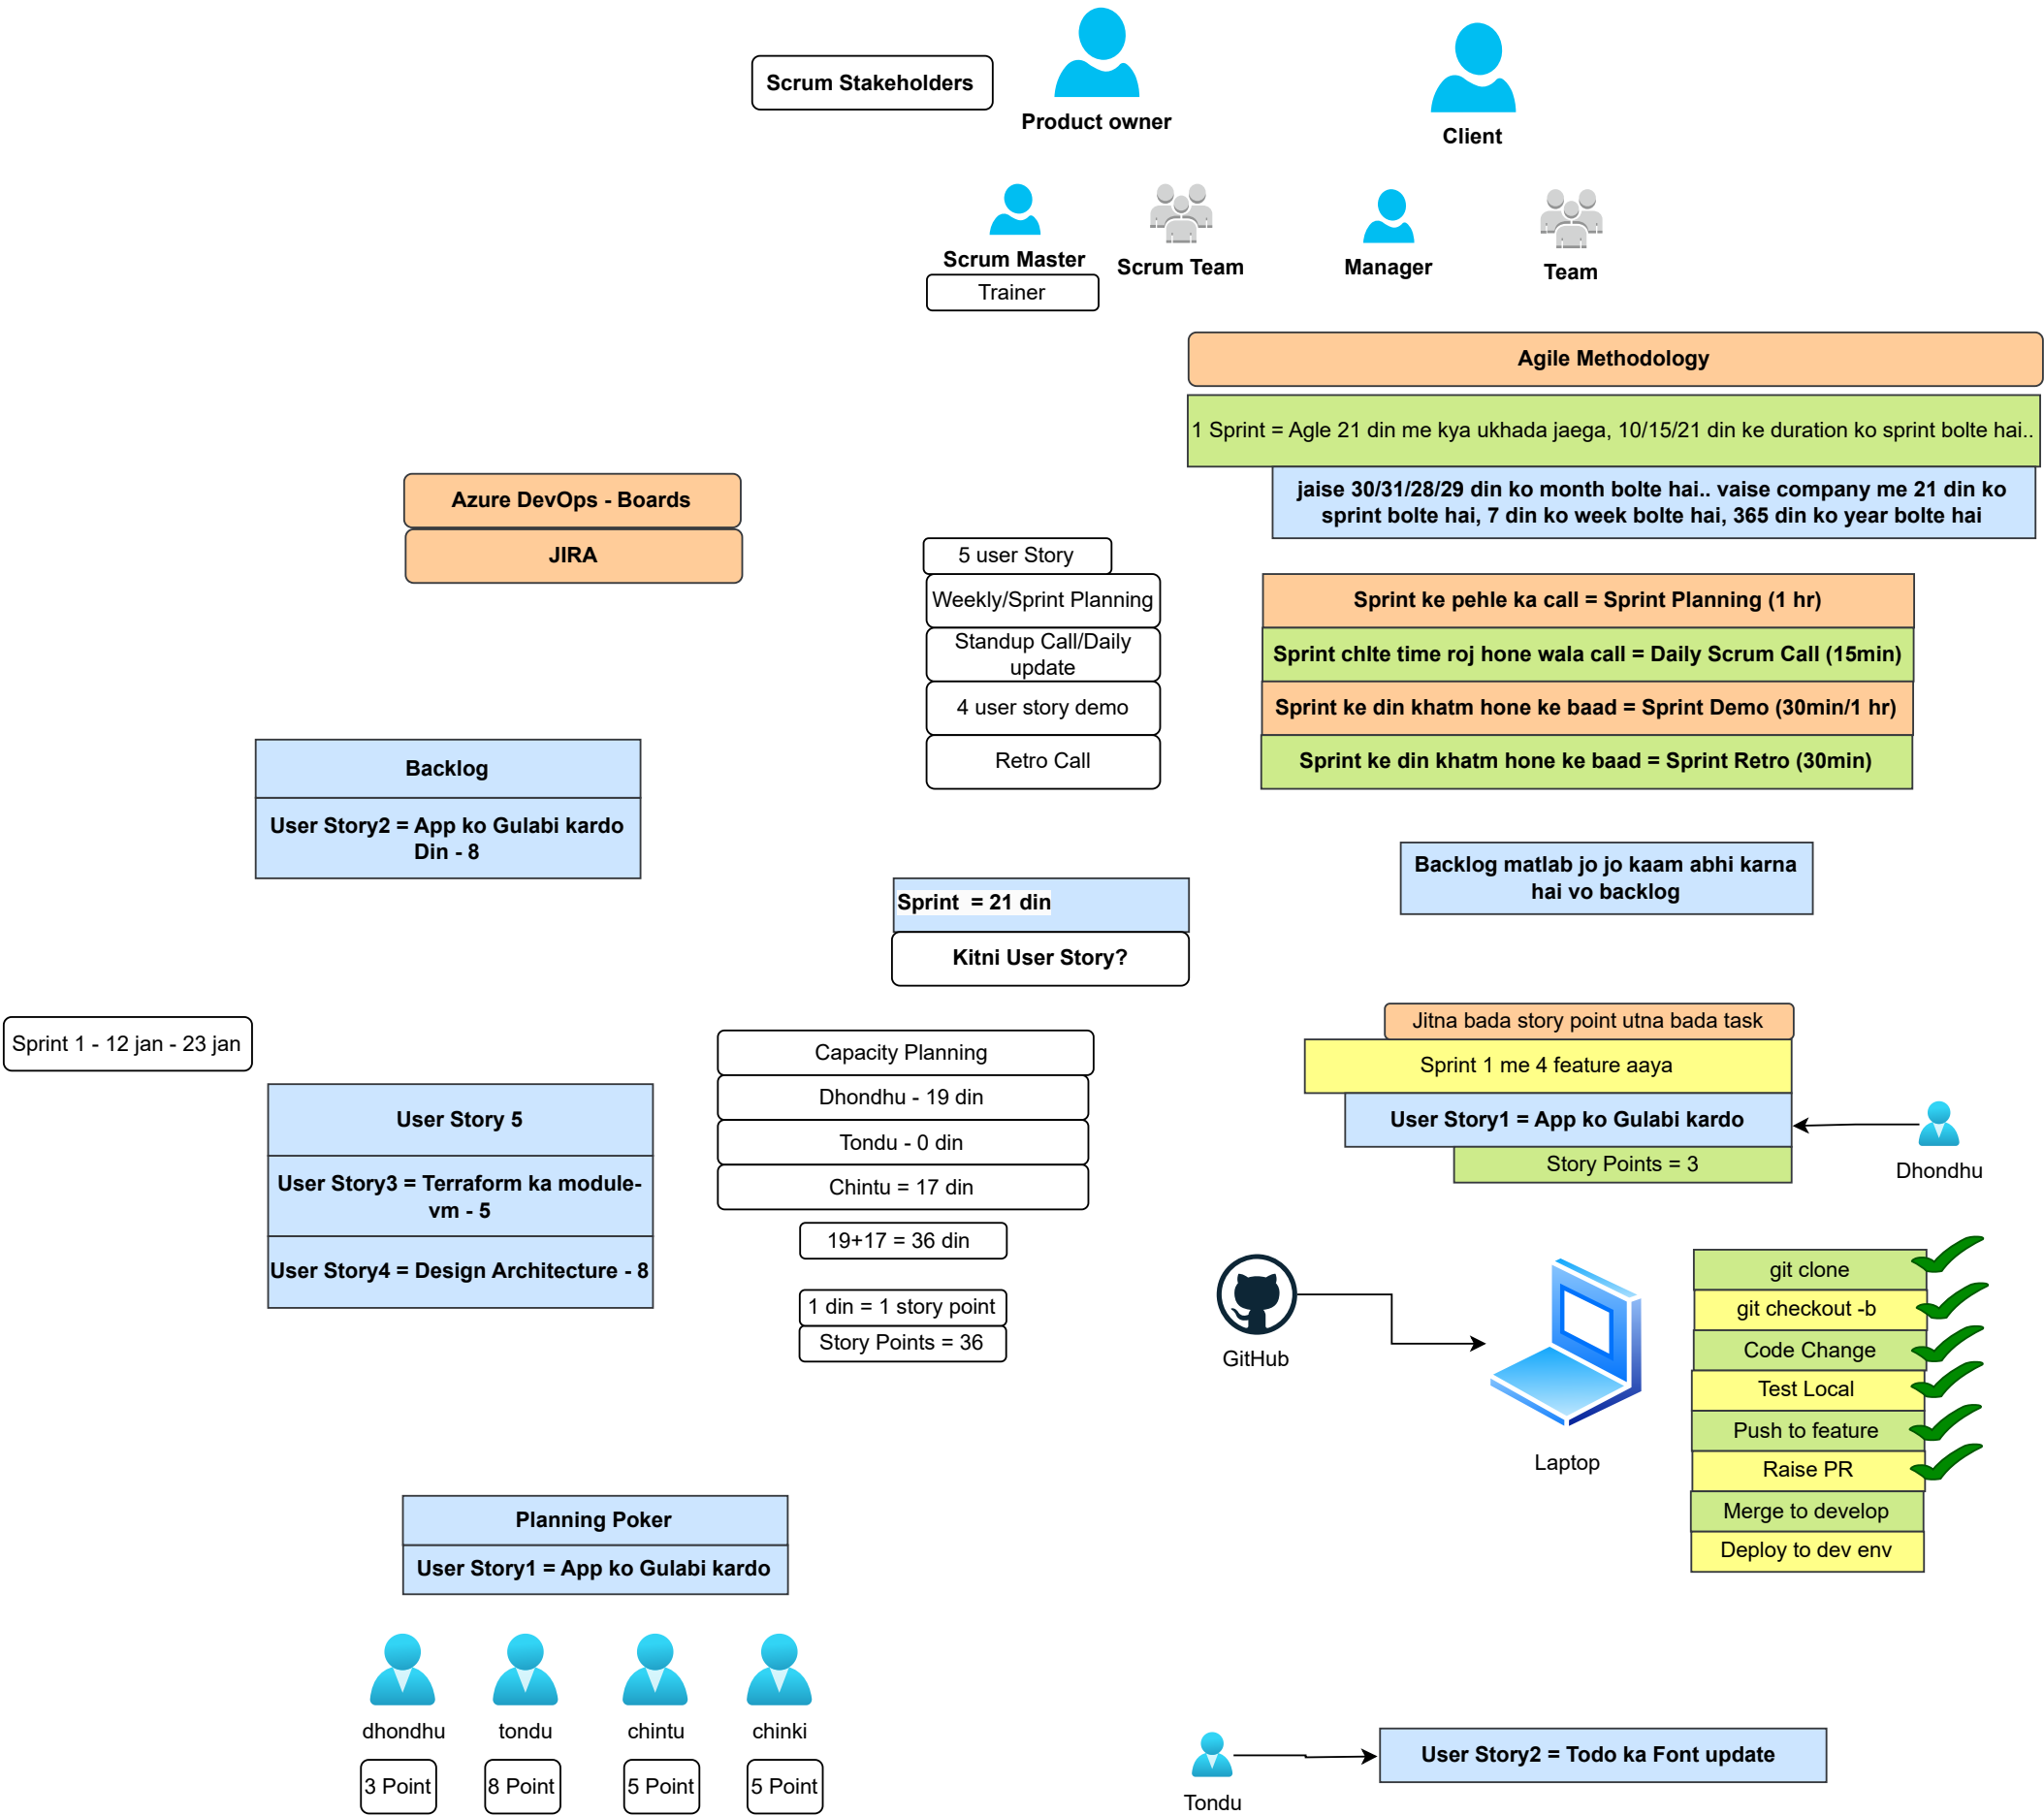 Scrum Stakeholders
Product owner
Client
Scrum Master
Trainer
Scrum Team
Manager
Team
Agile Methodology
1 Sprint = Agle 21 din me kya ukhada jaega, 10/15/21 din ke duration ko sprint bolte hai..
jaise 30/31/28/29 din ko month bolte hai.. vaise company me 21 din ko
sprint bolte hai, 7 din ko week bolte hai, 365 din ko year bolte hai
Azure DevOps - Boards
JIRA
5 user Story
Weekly/Sprint Planning
Standup Call/Daily
update
4 user story demo
Retro Call
Sprint ke pehle ka call = Sprint Planning (1 hr)
Sprint chlte time roj hone wala call = Daily Scrum Call (15min)
Sprint ke din khatm hone ke baad = Sprint Demo (30min/1 hr)
Sprint ke din khatm hone ke baad = Sprint Retro (30min)
Backlog
User Story2 = App ko Gulabi kardo
Din - 8
Backlog matlab jo jo kaam abhi karna
hai vo backlog
Sprint  = 21 din
Kitni User Story?
Sprint 1 - 12 jan - 23 jan
User Story 5
User Story3 = Terraform ka module-
vm - 5
User Story4 = Design Architecture - 8
Capacity Planning
Dhondhu - 19 din
Tondu - 0 din
Chintu = 17 din
19+17 = 36 din
1 din = 1 story point
Story Points = 36
Jitna bada story point utna bada task
Sprint 1 me 4 feature aaya
User Story1 = App ko Gulabi kardo
Story Points = 3
Dhondhu
GitHub
Laptop
git clone
git checkout -b
Code Change
Test Local
Push to feature
Raise PR
Merge to develop
Deploy to dev env
Planning Poker
User Story1 = App ko Gulabi kardo
dhondhu
tondu
chintu
chinki
3 Point
8 Point
5 Point
5 Point
Tondu
User Story2 = Todo ka Font update